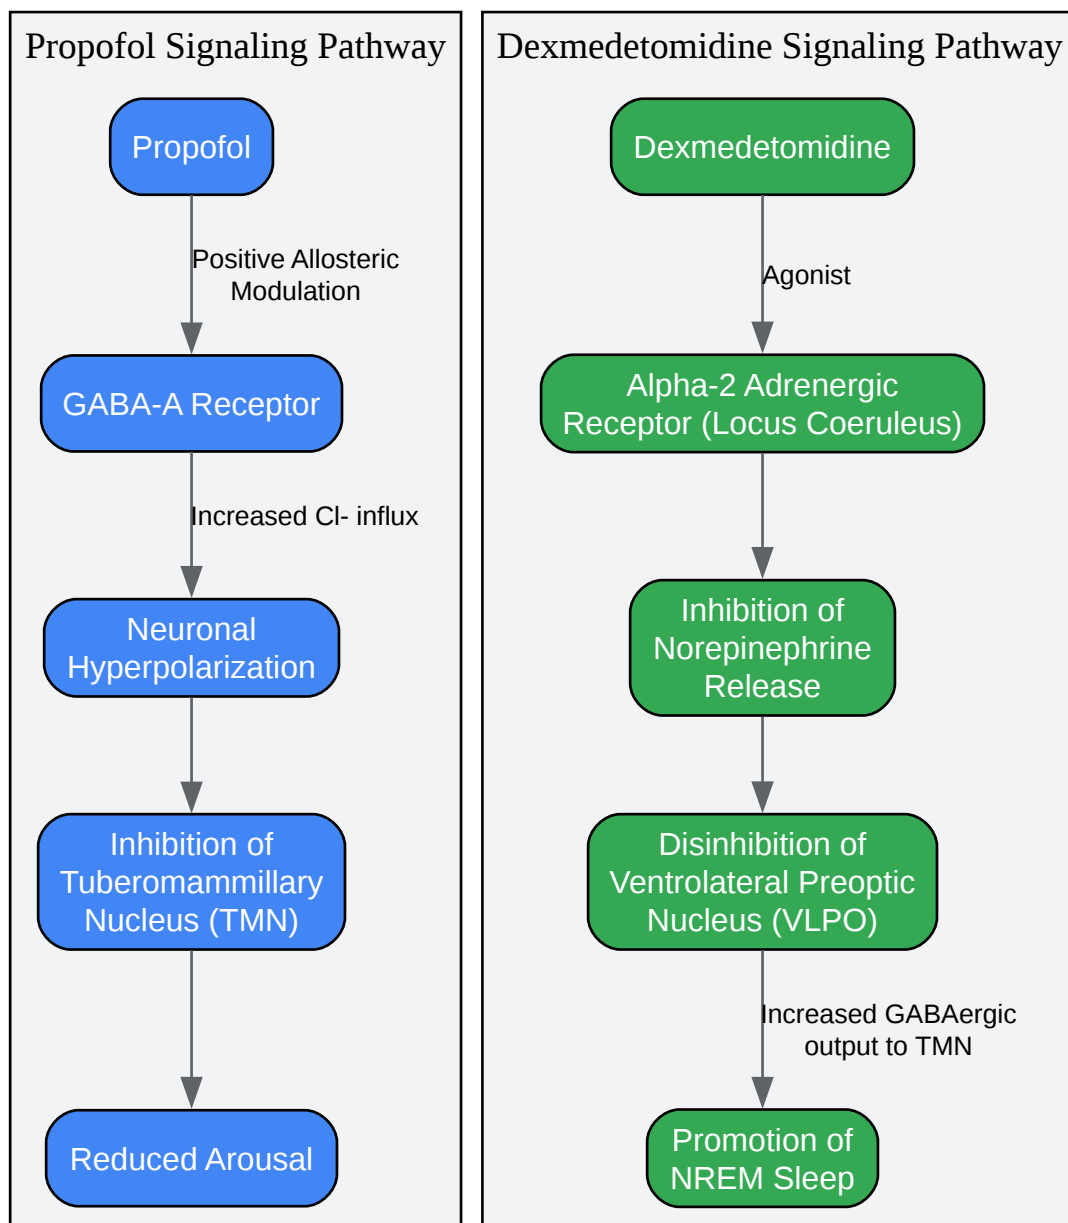 Propofol Signaling Pathway
Propofol
Positive Allosteric
Modulation
GABA-A Receptor
Increased Cl- influx
Neuronal
Hyperpolarization
Inhibition of
Tuberomammillary
Nucleus (TMN)
Reduced Arousal
Dexmedetomidine Signaling Pathway
Dexmedetomidine
Agonist
Alpha-2 Adrenergic
Receptor (Locus Coeruleus)
Inhibition of
Norepinephrine
Release
Disinhibition of
Ventrolateral Preoptic
Nucleus (VLPO)
Increased GABAergic
output to TMN
Promotion of
NREM Sleep